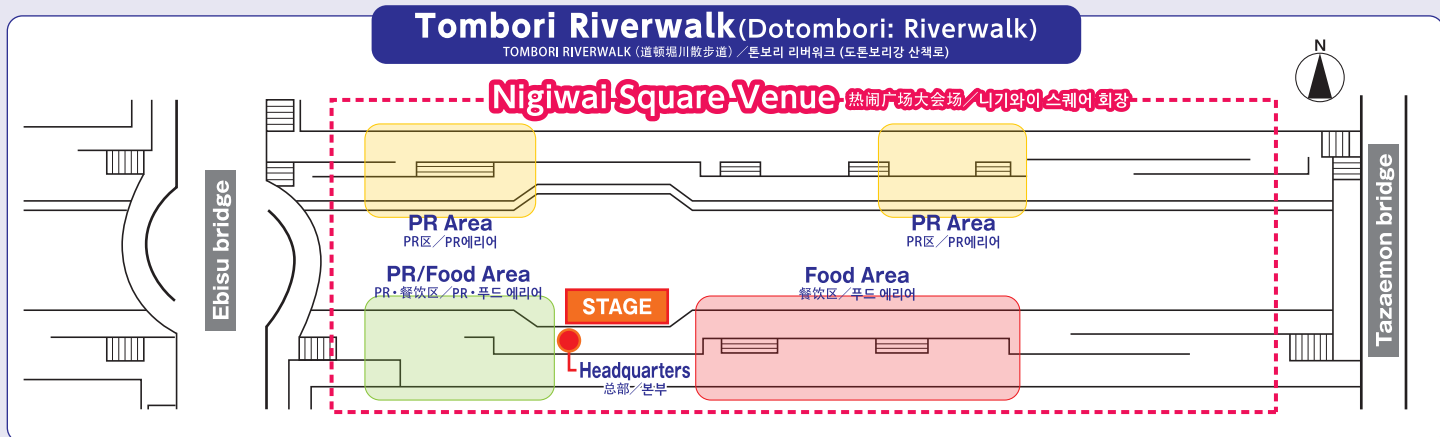 Tombori Riverwalk(Dotombori: Riverwalk)
TOMBORI RIVERWALK（道顿堀川散步道）／톤보리 리버워크 (도톤보리강 산책로)
N
Nigiwai Square Venue 热闹广场大会场／니기와이 스퀘어 회장
Ebisu bridge
Tazaemon bridge
PR Area
PR区／PR에리어
PR Area
PR区／PR에리어
PR/Food Area
PR・餐饮区／PR・푸드 에리어
Food Area
餐饮区／푸드 에리어
STAGE
Headquarters
总部／본부